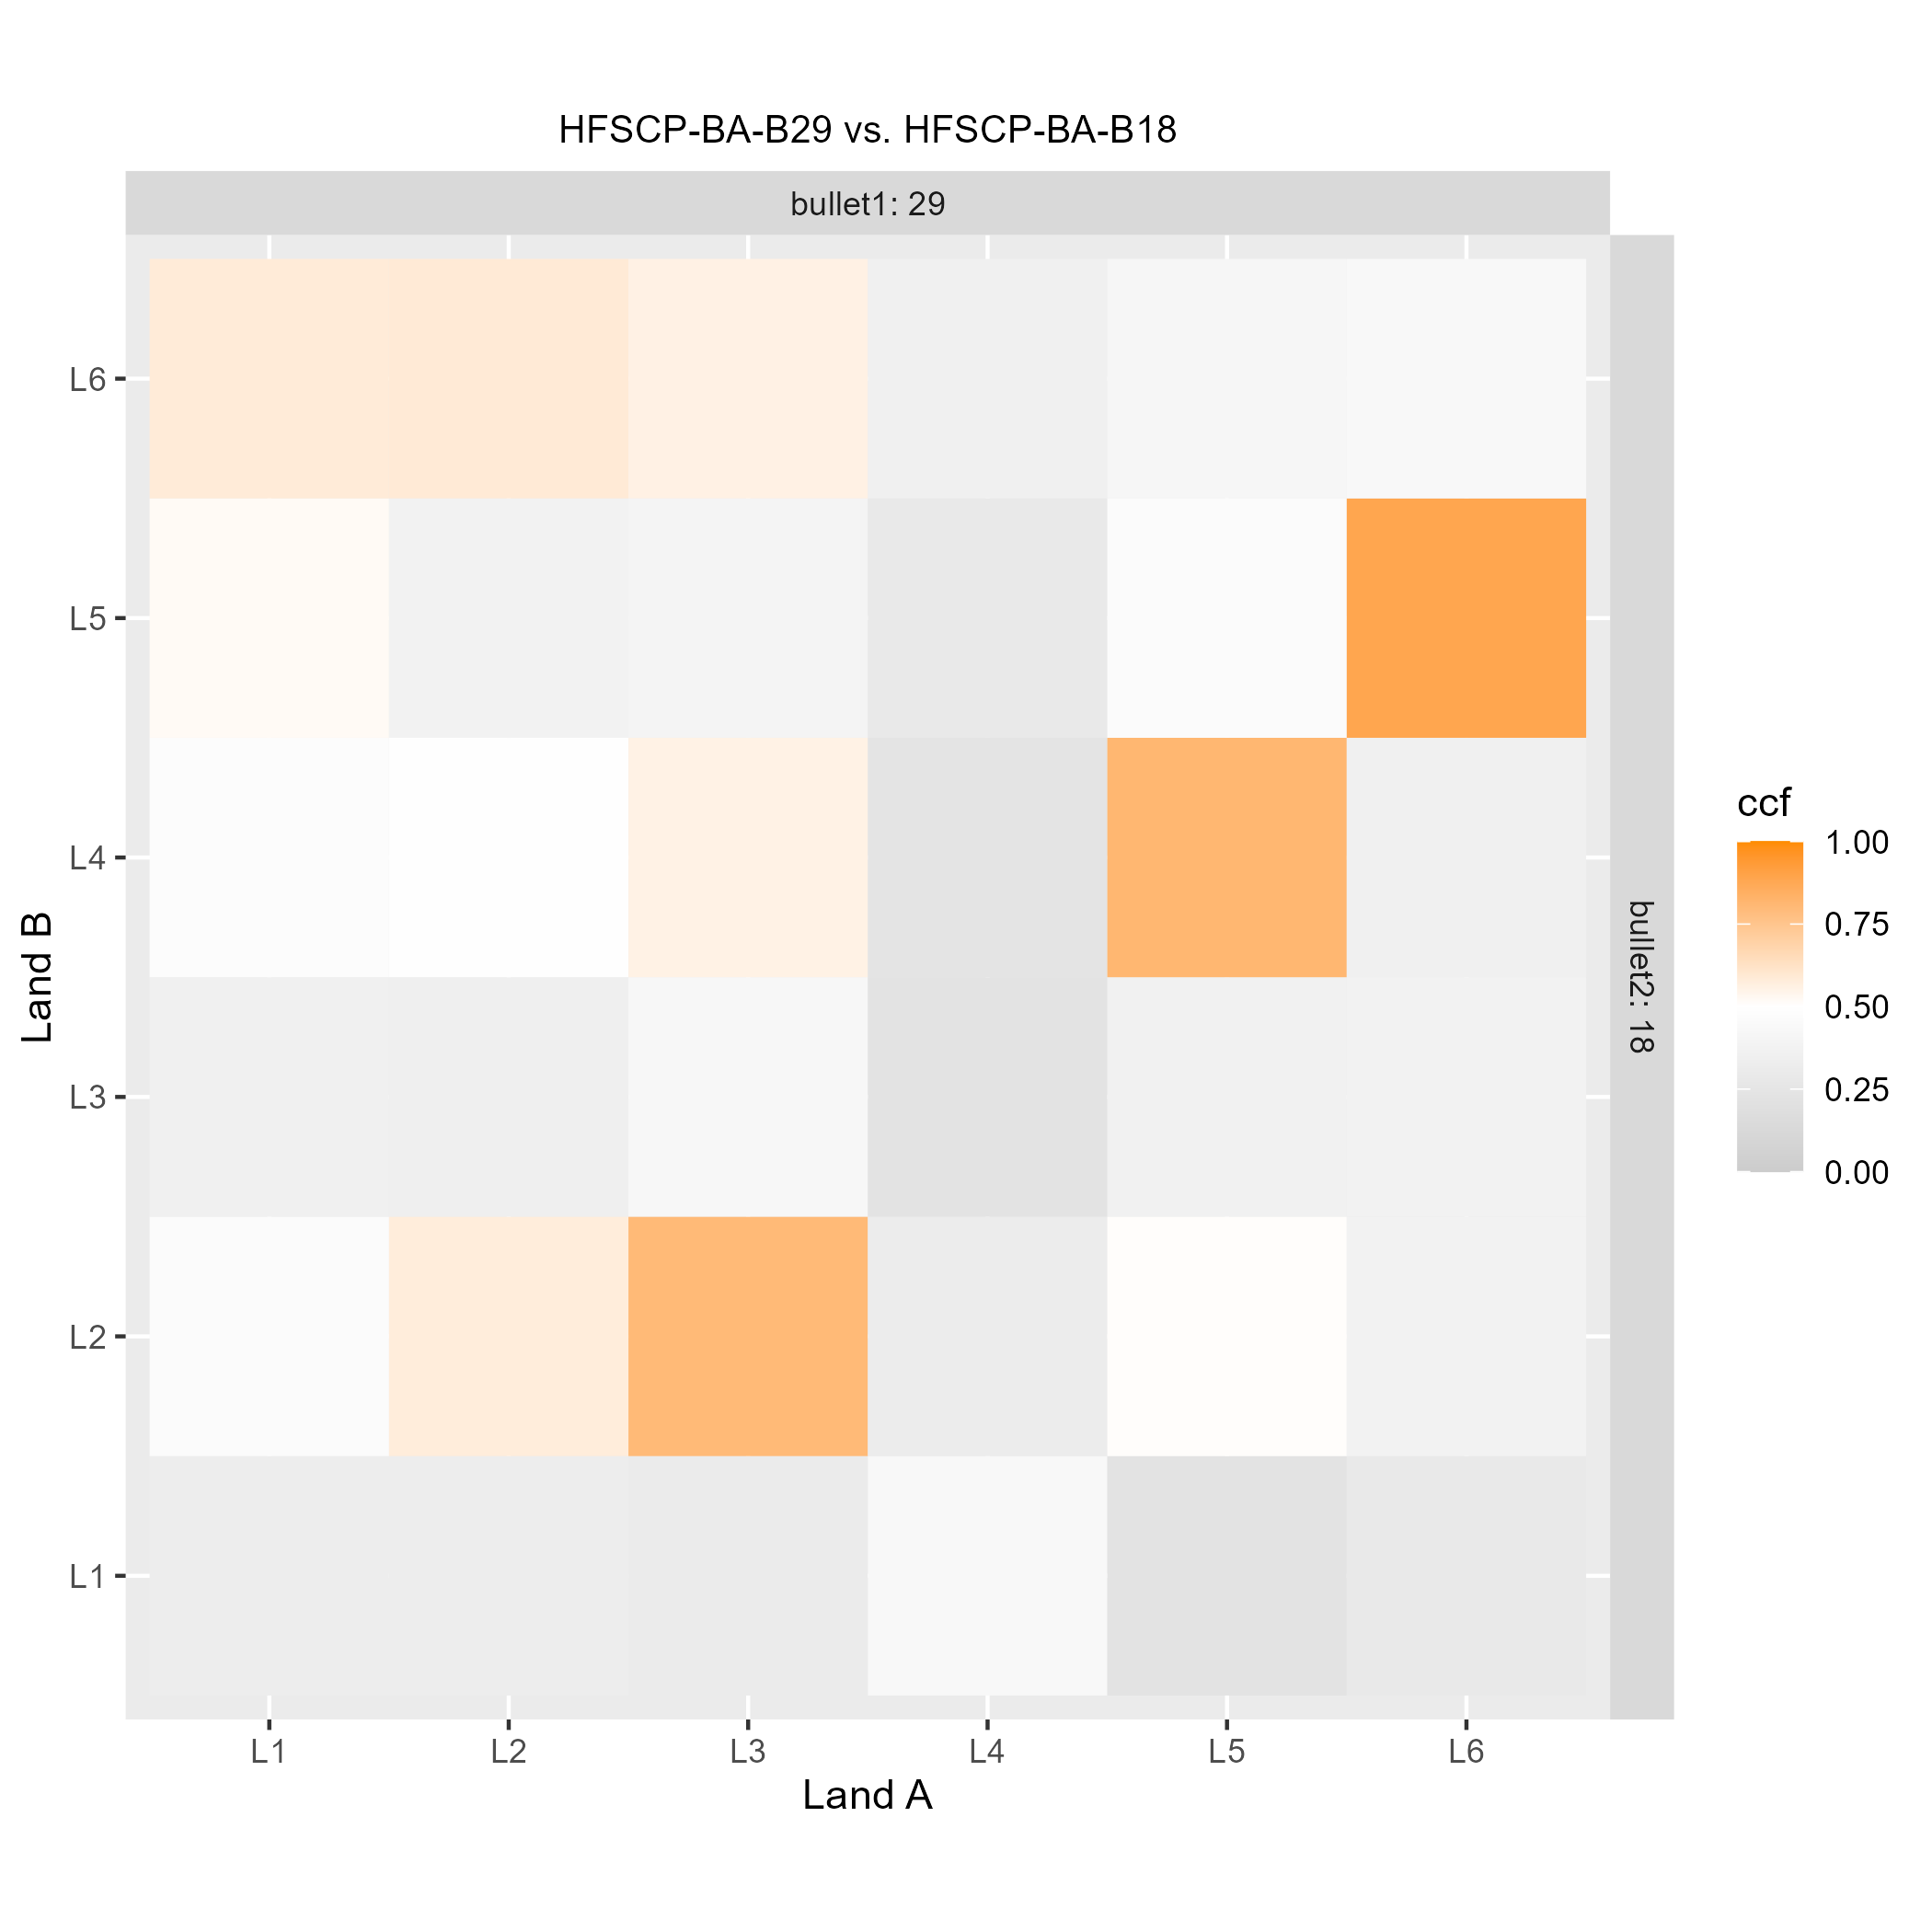 HFSCP-BA-B29 vs. HFSCP-BA-B18
bullet1: 29
L6
L5
L4
L3
L2
L1
Land B
bullet2: 18
ccf
1.00
0.75
0.50
0.25
0.00
L1 L2 L3 L4 L5 L6
Land A